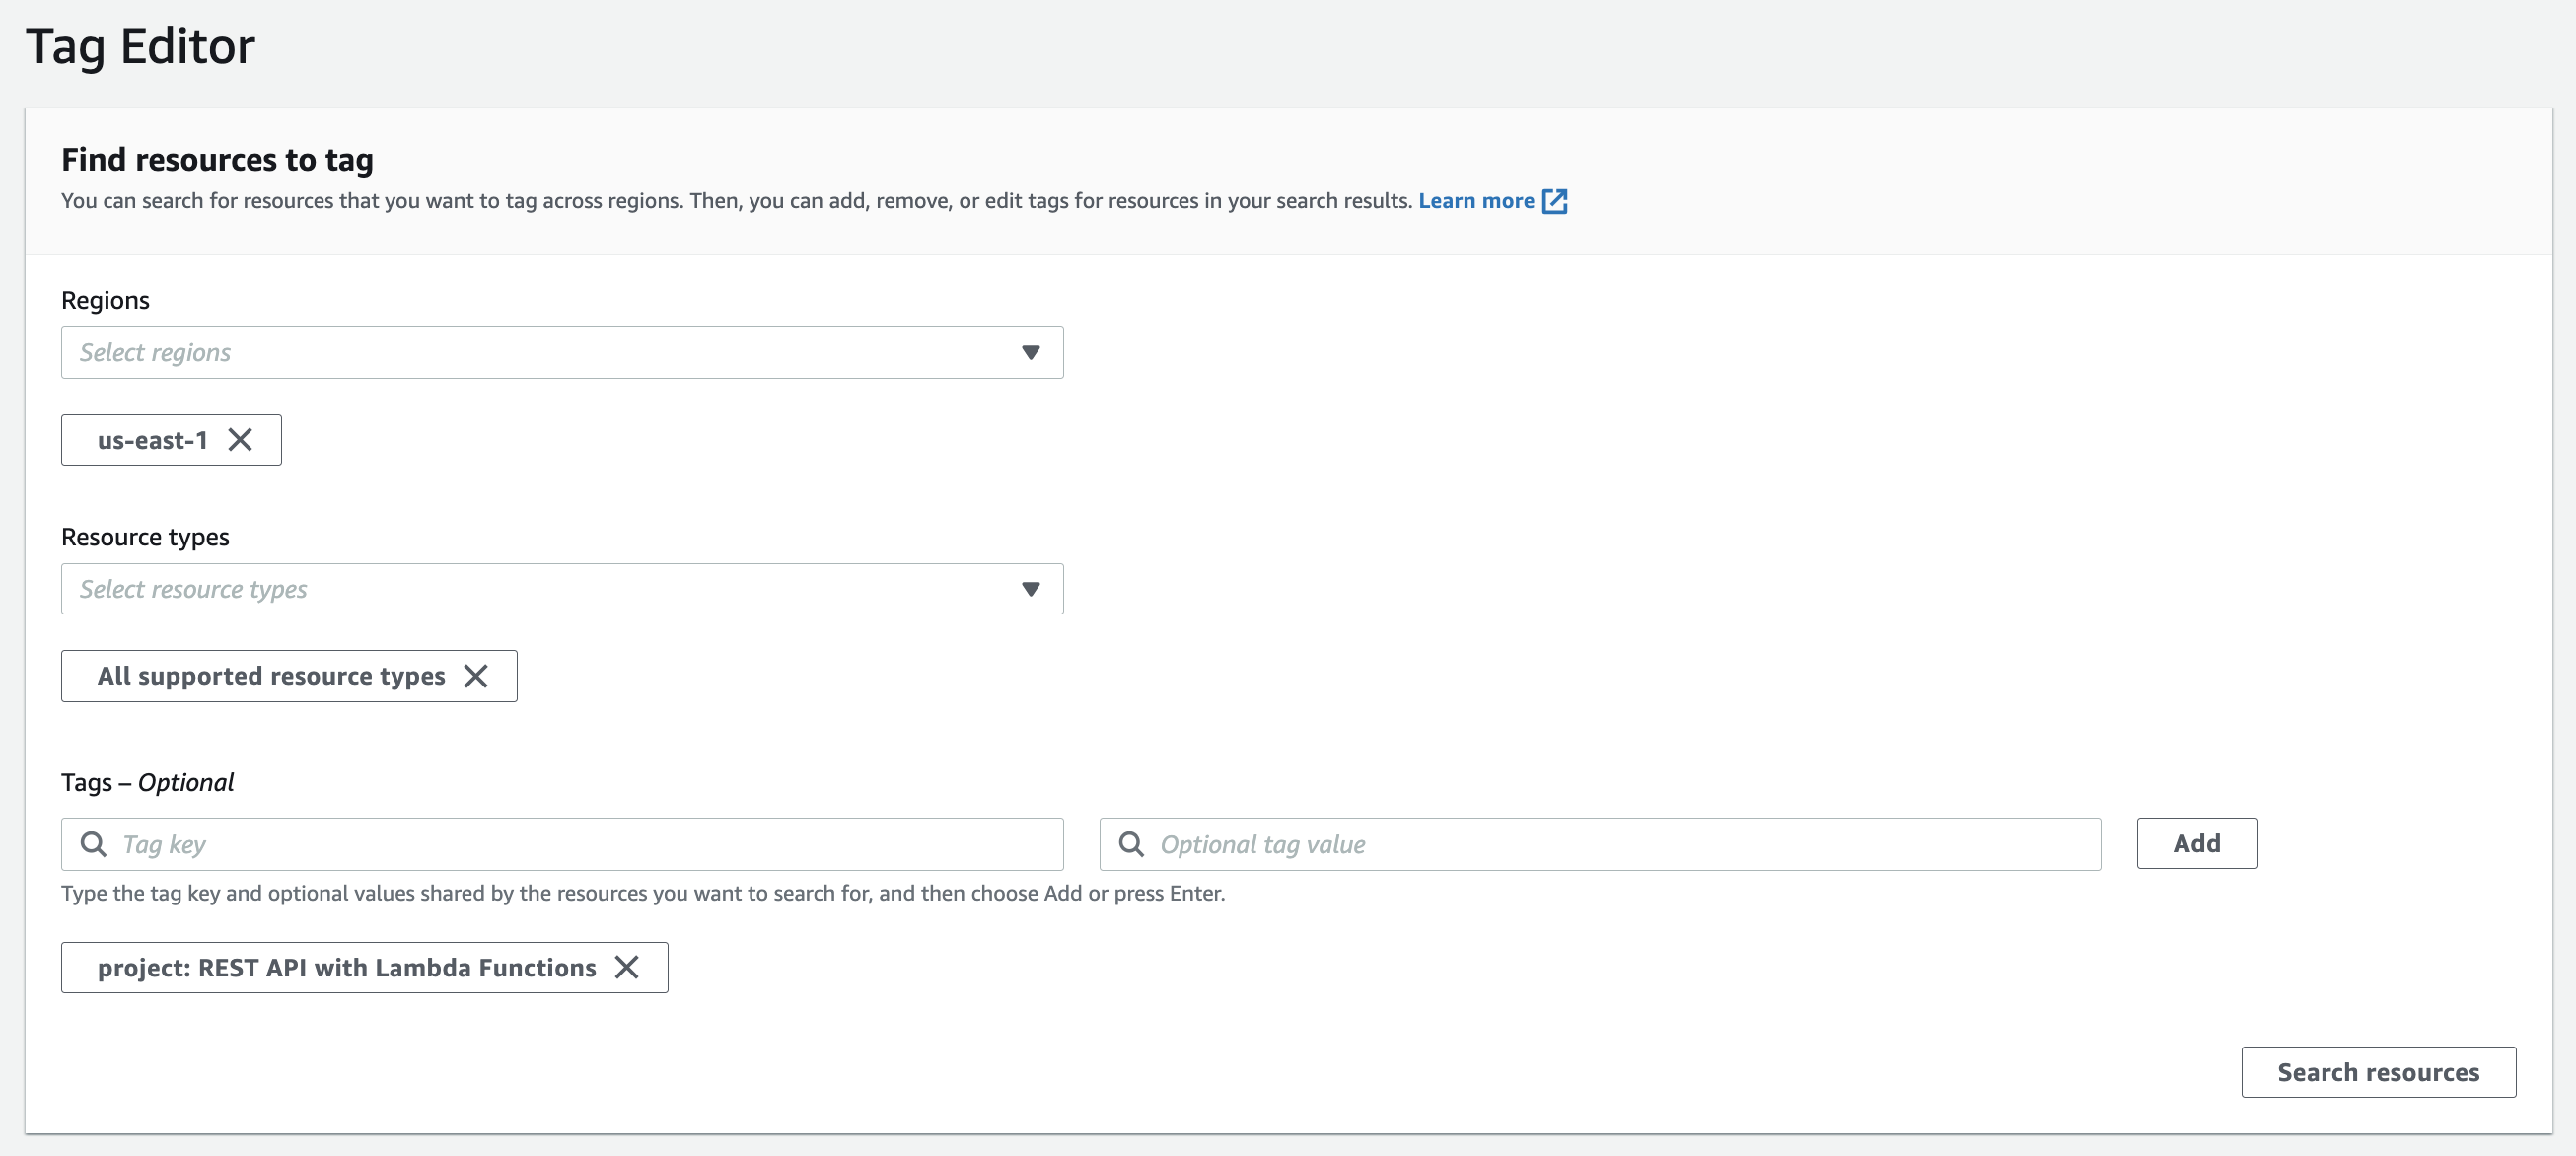 Tag Editor
Find resources to tag
You can search for resources that you want to tag across regions. Then, you can add, remove, or edit tags for resources in your search results. Learn more
Regions
Select regions
us-east-1
Resource types
Select resource types
All supported resource types
Tags – Optional
Tag key Optional tag value Add
Type the tag key and optional values shared by the resources you want to search for, and then choose Add or press Enter.
project: REST API with Lambda Functions
Search resources